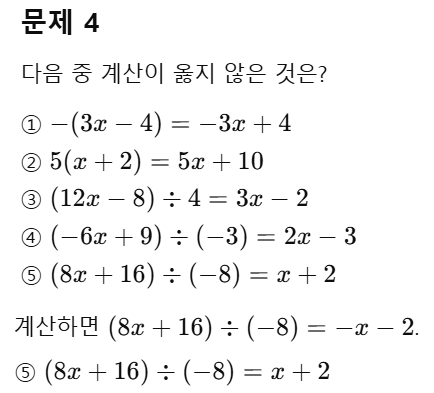 문제 4
다음 중 계산이 옳지 않은 것은?
① −(3x − 4) = −3x + 4
② 5(x + 2) = 5x + 10
③ (12x − 8) ÷ 4 = 3x − 2
④ (−6x + 9) ÷ (−3) = 2x − 3
⑤ (8x + 16) ÷ (−8) = x + 2
계산하면 (8x + 16) ÷ (−8) = −x − 2.
⑤ (8x + 16) ÷ (−8) = x + 2